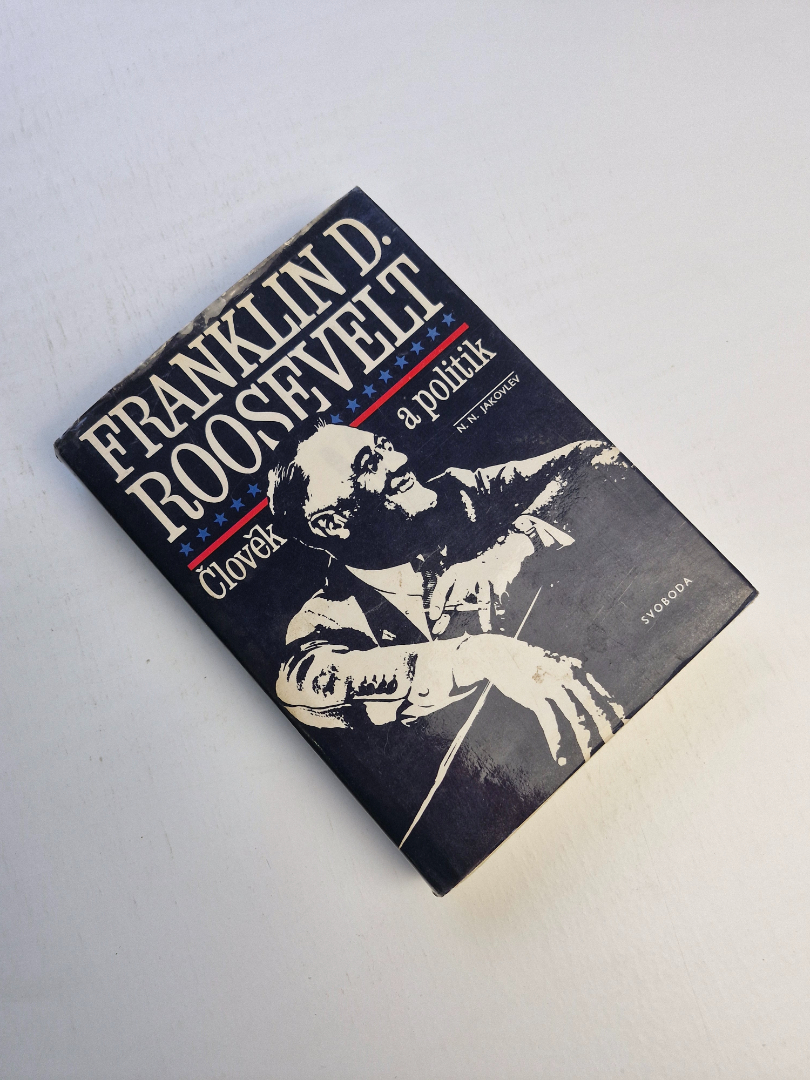 FRANKLIN D.
ROOSEVELT
Člověk a politik
N. N. JAKOVLEV
SVOBODA